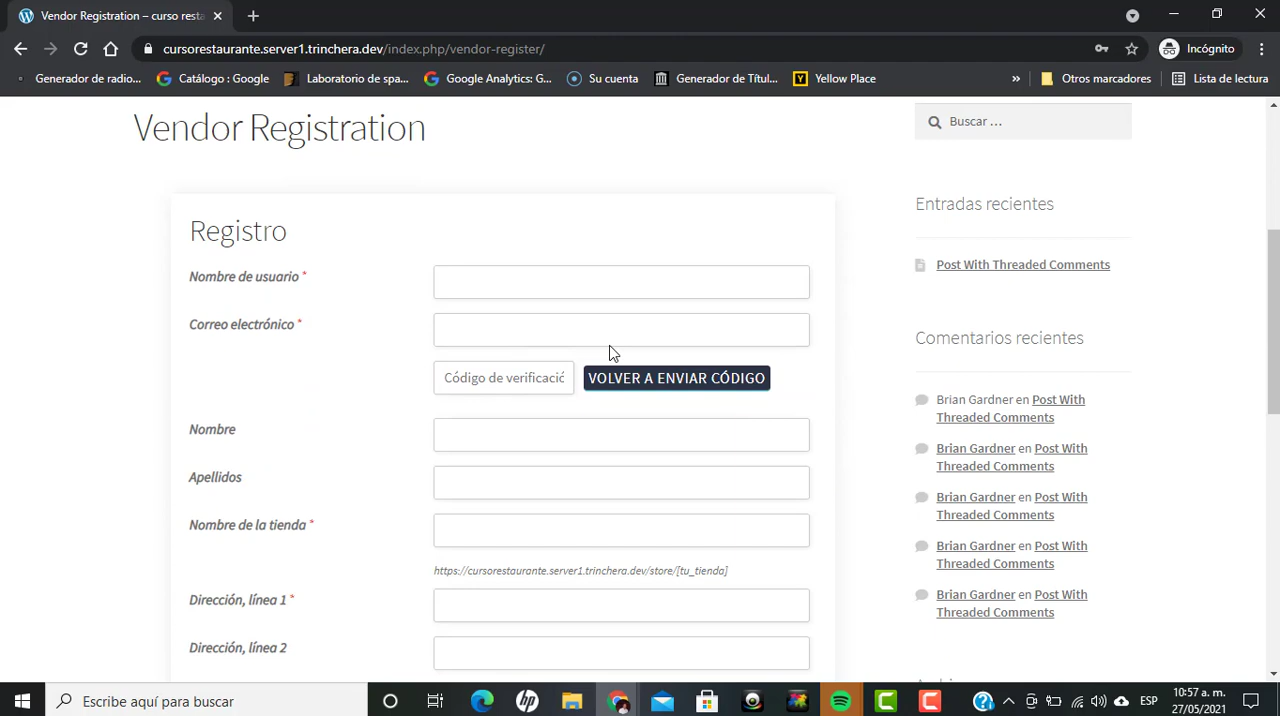 Vendor Registration – curso resta
cursorestaurante.server1.trinchera.dev/index.php/vendor-register/
Incógnito
Generador de radio...
Catálogo : Google
Laboratorio de spa...
Google Analytics: G...
Su cuenta
Generador de Títul...
Yellow Place
»
Otros marcadores
Lista de lectura
Vendor Registration
Buscar …
Registro
Nombre de usuario *
Correo electrónico *
Código de verificació
VOLVER A ENVIAR CÓDIGO
Nombre
Apellidos
Nombre de la tienda *
https://cursorestaurante.server1.trinchera.dev/store/[tu_tienda]
Dirección, línea 1 *
Dirección, línea 2
Entradas recientes
Post With Threaded Comments
Comentarios recientes
Brian Gardner en Post With
Threaded Comments
Brian Gardner en Post With
Threaded Comments
Brian Gardner en Post With
Threaded Comments
Brian Gardner en Post With
Threaded Comments
Brian Gardner en Post With
Threaded Comments
Escribe aquí para buscar
ESP
10:57 a. m.
27/05/2021